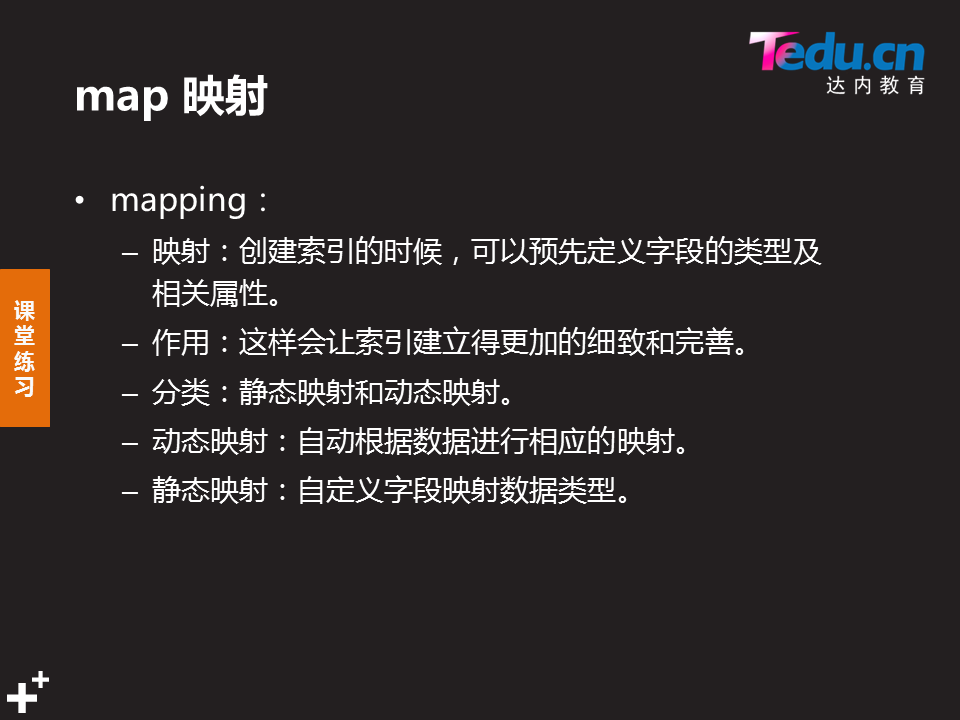 Tedu.cn
达内教育
map 映射
• mapping：
– 映射：创建索引的时候，可以预先定义字段的类型及
相关属性。
– 作用：这样会让索引建立得更加的细致和完善。
– 分类：静态映射和动态映射。
– 动态映射：自动根据数据进行相应的映射。
– 静态映射：自定义字段映射数据类型。
课堂练习